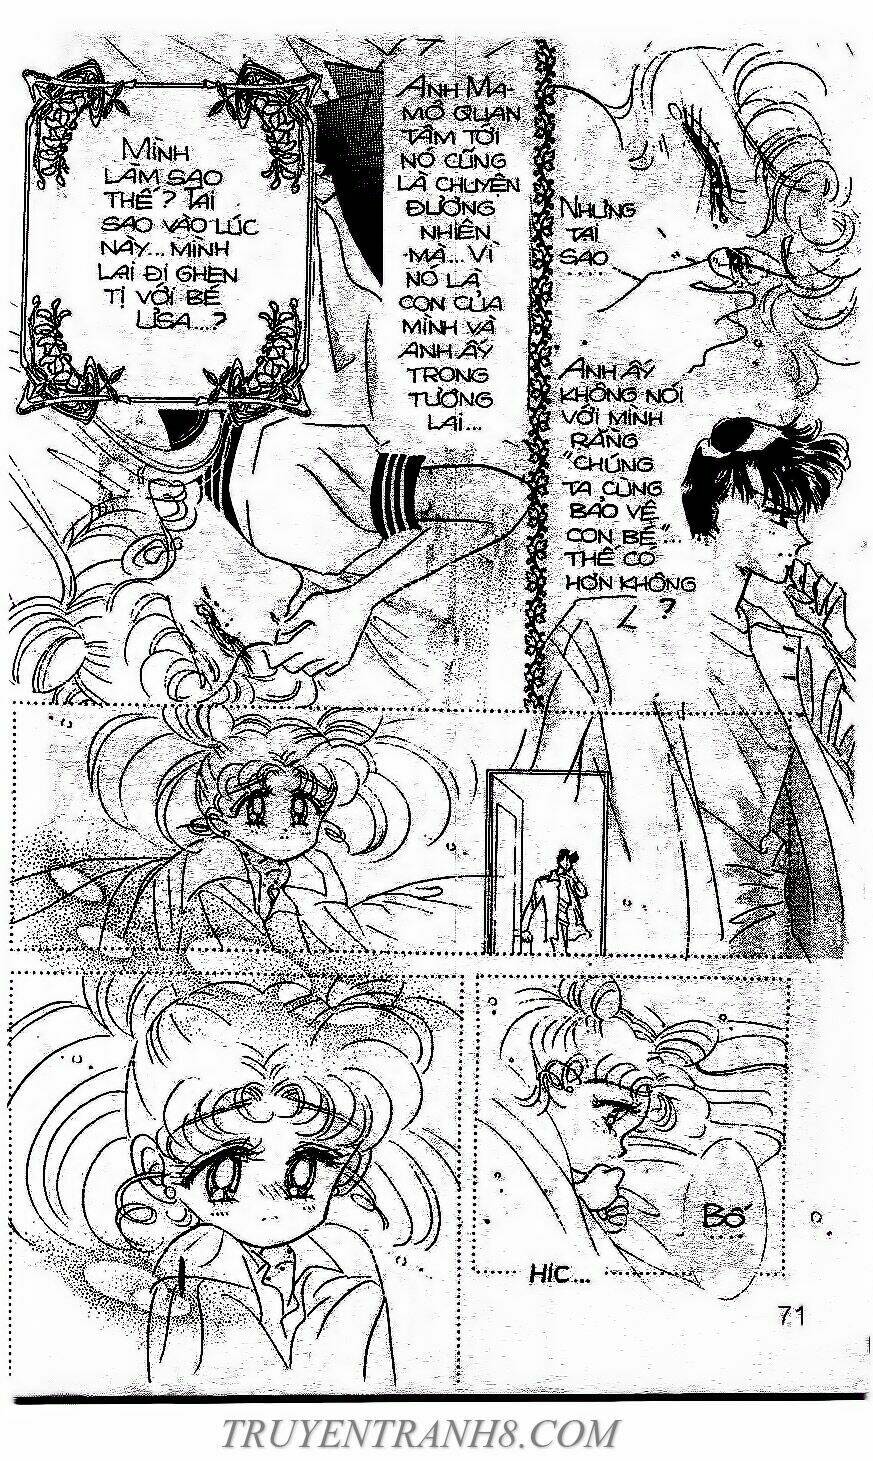 MÌNH
LÀM SAO
THẾ? TẠI
SAO VÀO LÚC
NÀY... MÌNH
LẠI ĐI GHEN
TỊ VỚI BÉ
USA...?
ANH MA-
MÔ QUAN
TÂM TỚI
NÓ CŨNG
LÀ CHUYỆN
ĐƯƠNG
NHIÊN
MÀ... VÌ
NÓ LÀ
CON CỦA
MÌNH VÀ
ANH ẤY
TRONG
TƯƠNG
LAI...
NHƯNG
TẠI
SAO
.....
ANH ẤY
KHÔNG NÓI
VỚI MÌNH
RẰNG
"CHÚNG
TA CÙNG
BẢO VỆ
CON BÉ"...
THẾ CÓ
HƠN KHÔNG
?
BỐ
HÍC...
71
TRUYENTRANH8.COM